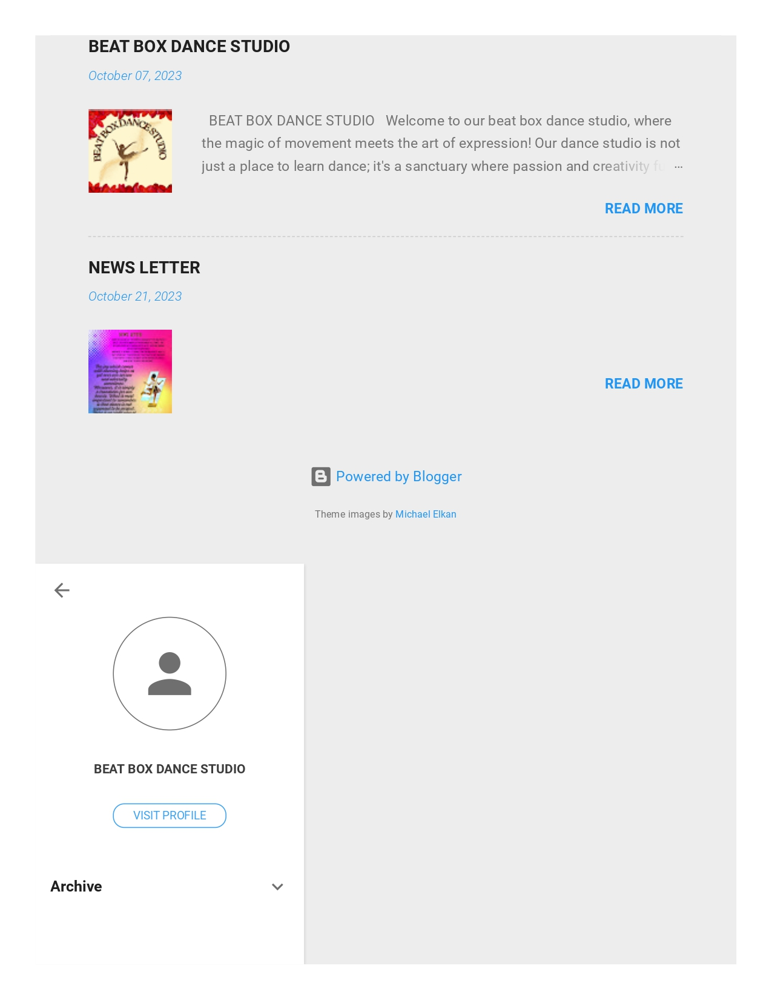 BEAT BOX DANCE STUDIO
October 07, 2023
BEAT BOX DANCE STUDIO
BEAT BOX DANCE STUDIO Welcome to our beat box dance studio, where
the magic of movement meets the art of expression! Our dance studio is not
just a place to learn dance; it's a sanctuary where passion and creativity ...
READ MORE
NEWS LETTER
October 21, 2023
READ MORE
Powered by Blogger
Theme images by Michael Elkan
BEAT BOX DANCE STUDIO
VISIT PROFILE
Archive